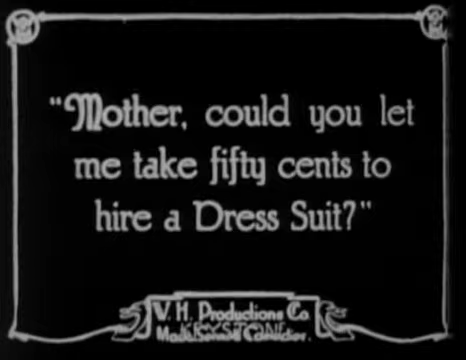 "Mother, could you let
me take fifty cents to
hire a Dress Suit?"
V. H. Productions Co